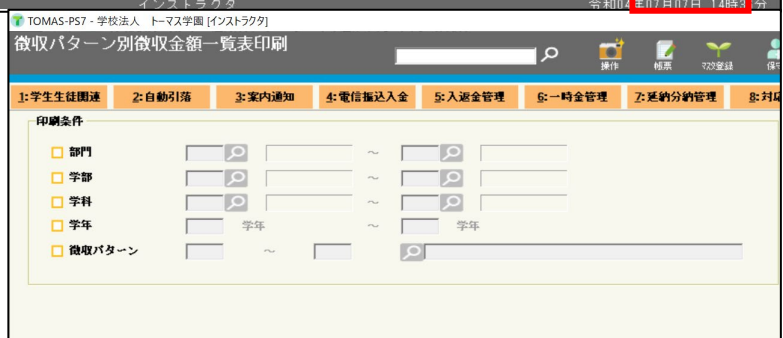 インストラクタ 令和04年07月07日 14時3 分
TOMAS-PS7 - 学校法人　トーマス学園 [インストラクタ]
徴収パターン別徴収金額一覧表印刷
操作 帳票 マスタ登録 保守
1:学生生徒関連 2:自動引落 3:案内通知 4:電信振込入金 5:入返金管理 6:一時金管理 7:延納分納管理 8:対応
印刷条件
部門 ～
学部 ～
学科 ～
学年 学年 ～ 学年
徴収パターン ～